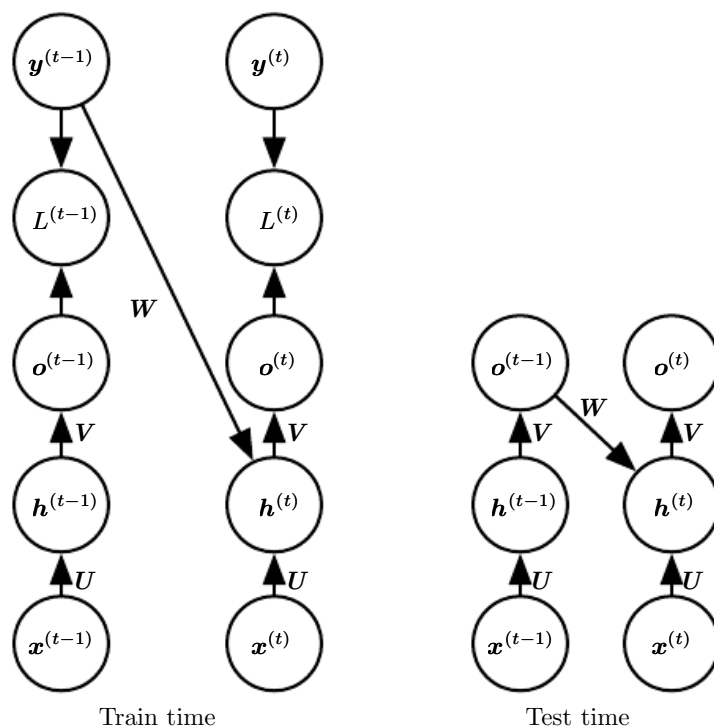 y^(t−1) y^(t)
L^(t−1) L^(t)
W
o^(t−1) o^(t) o^(t−1) o^(t)
W
V V V V
h^(t−1) h^(t) h^(t−1) h^(t)
U U U U
x^(t−1) x^(t) x^(t−1) x^(t)
Train time Test time